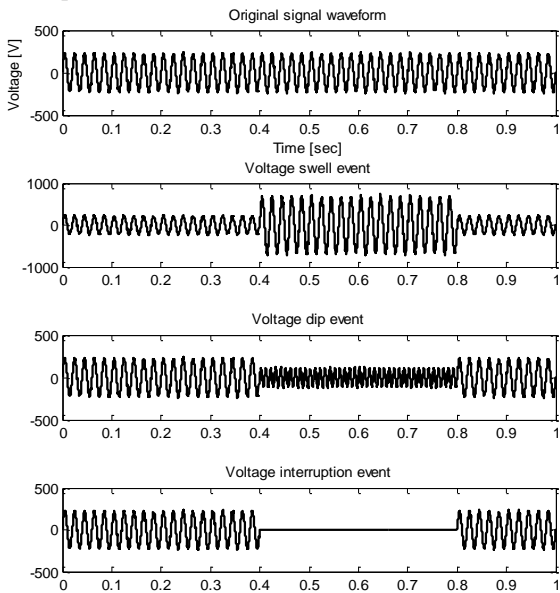 Original signal waveform
500
0
-500
Voltage [V]
0 0.1 0.2 0.3 0.4 0.5 0.6 0.7 0.8 0.9 1
Time [sec]
Voltage swell event
1000
0
-1000
0 0.1 0.2 0.3 0.4 0.5 0.6 0.7 0.8 0.9 1
Voltage dip event
500
0
-500
0 0.1 0.2 0.3 0.4 0.5 0.6 0.7 0.8 0.9 1
Voltage interruption event
500
0
-500
0 0.1 0.2 0.3 0.4 0.5 0.6 0.7 0.8 0.9 1